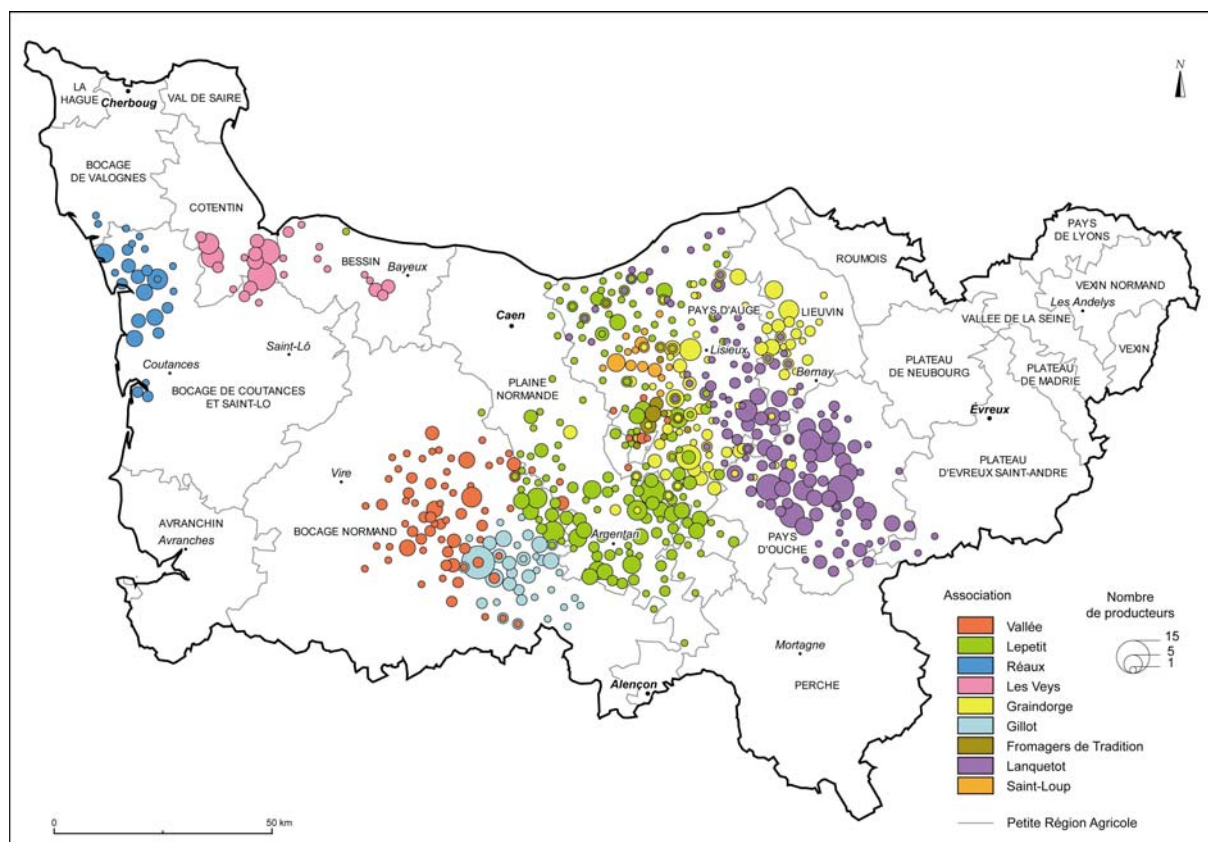 N
LA
HAGUE
Cherboug
VAL DE SAIRE
BOCAGE
DE VALOGNES
COTENTIN
BESSIN
Bayeux
Caen
PAYS D'AUGE
Lisieux
LIEUVIN
ROUMOIS
PAYS
DE LYONS
VEXIN NORMAND
Les Andelys
VALLEE DE LA SEINE
VEXIN
PLATEAU
DE NEUBOURG
PLATEAU
DE MADRIE
Bernay
Évreux
PLATEAU
D'EVREUX SAINT-ANDRE
Coutances
Saint-Lô
BOCAGE DE COUTANCES
ET SAINT-LO
PLAINE
NORMANDE
Vire
BOCAGE NORMAND
AVRANCHIN
Avranches
Argentan
PAYS
D'OUCHE
Mortagne
PERCHE
Alençon
Association
Vallée
Lepetit
Réaux
Les Veys
Graindorge
Gillot
Fromagers de Tradition
Lanquetot
Saint-Loup
Petite Région Agricole
Nombre
de producteurs
15
5
1
0
50 km